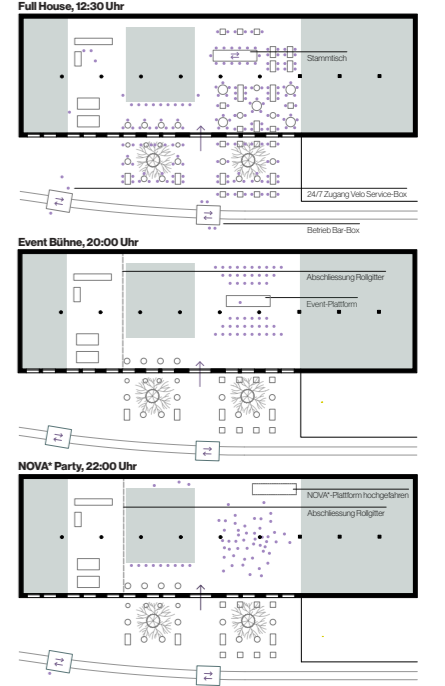 Full House, 12:30 Uhr
Stammtisch
24/7 Zugang Velo Service-Box
Betrieb Bar-Box
Event Bühne, 20:00 Uhr
Abschliessung Rollgitter
Event-Plattform
NOVA* Party, 22:00 Uhr
NOVA*-Plattform hochgefahren
Abschliessung Rollgitter